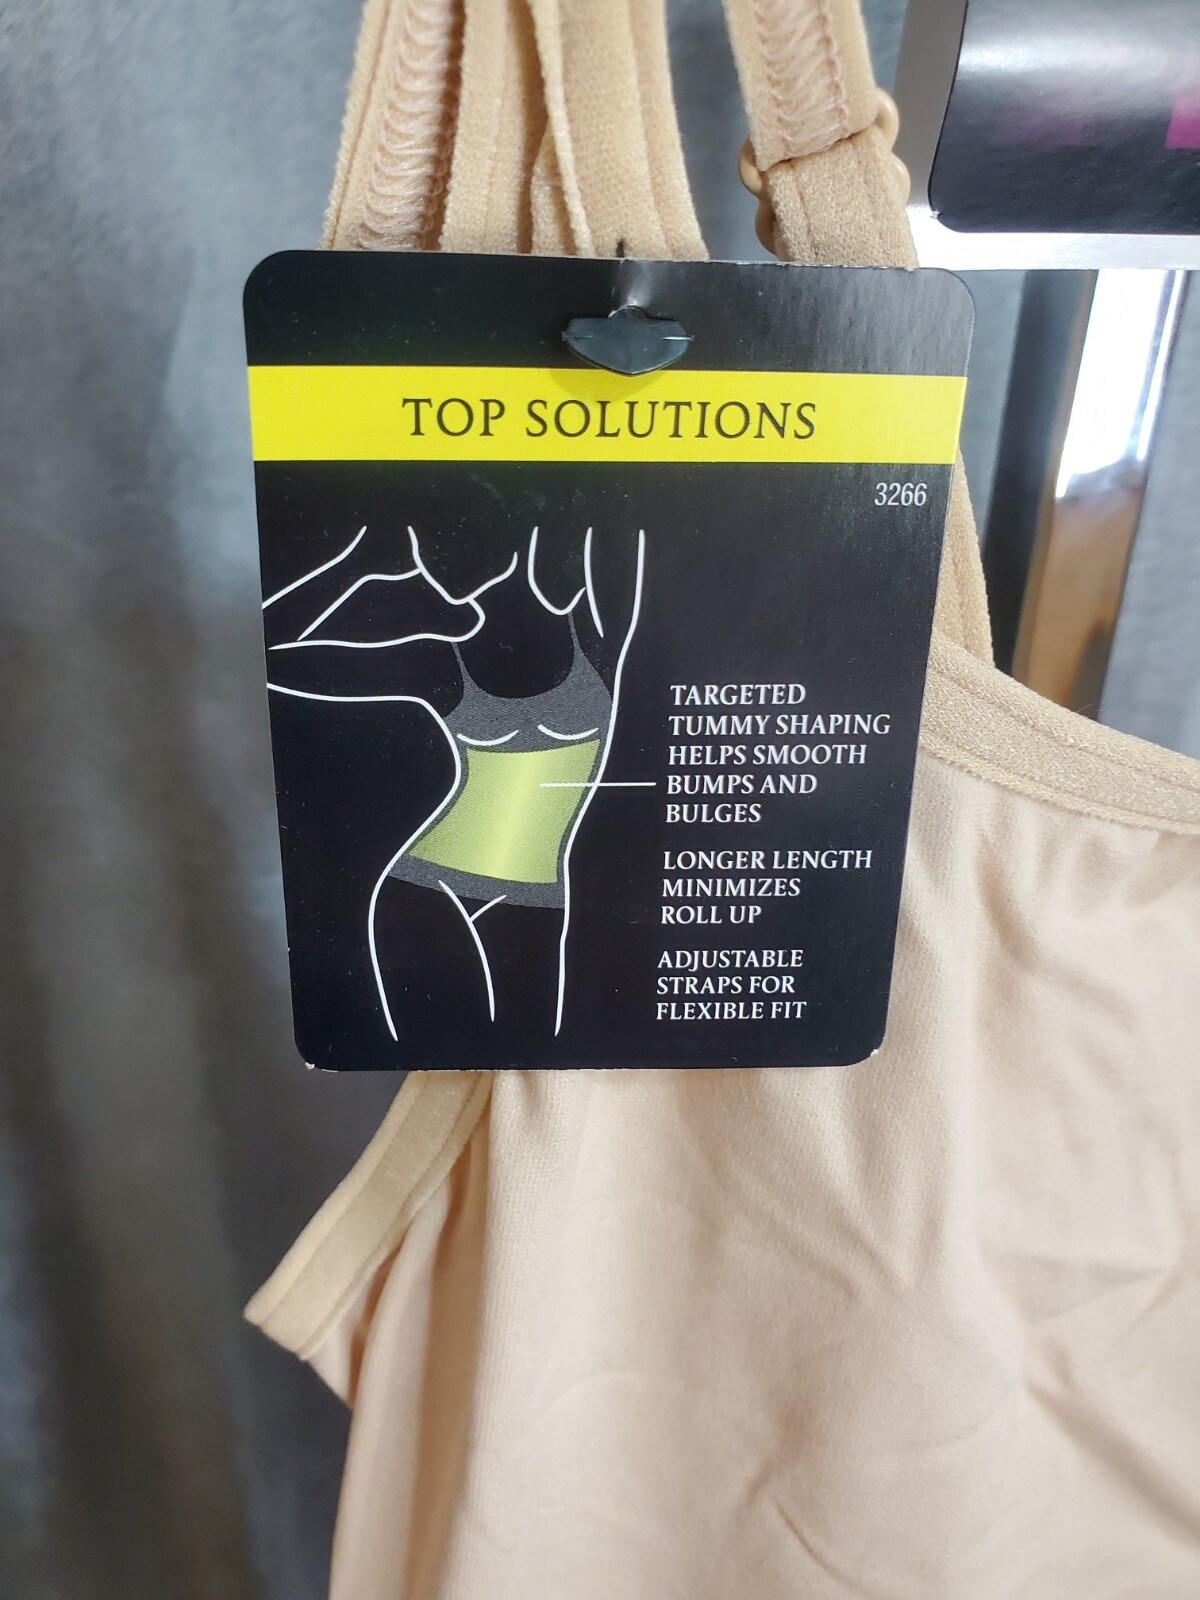 TOP SOLUTIONS
3266
TARGETED
TUMMY SHAPING
HELPS SMOOTH
BUMPS AND
BULGES
LONGER LENGTH
MINIMIZES
ROLL UP
ADJUSTABLE
STRAPS FOR
FLEXIBLE FIT